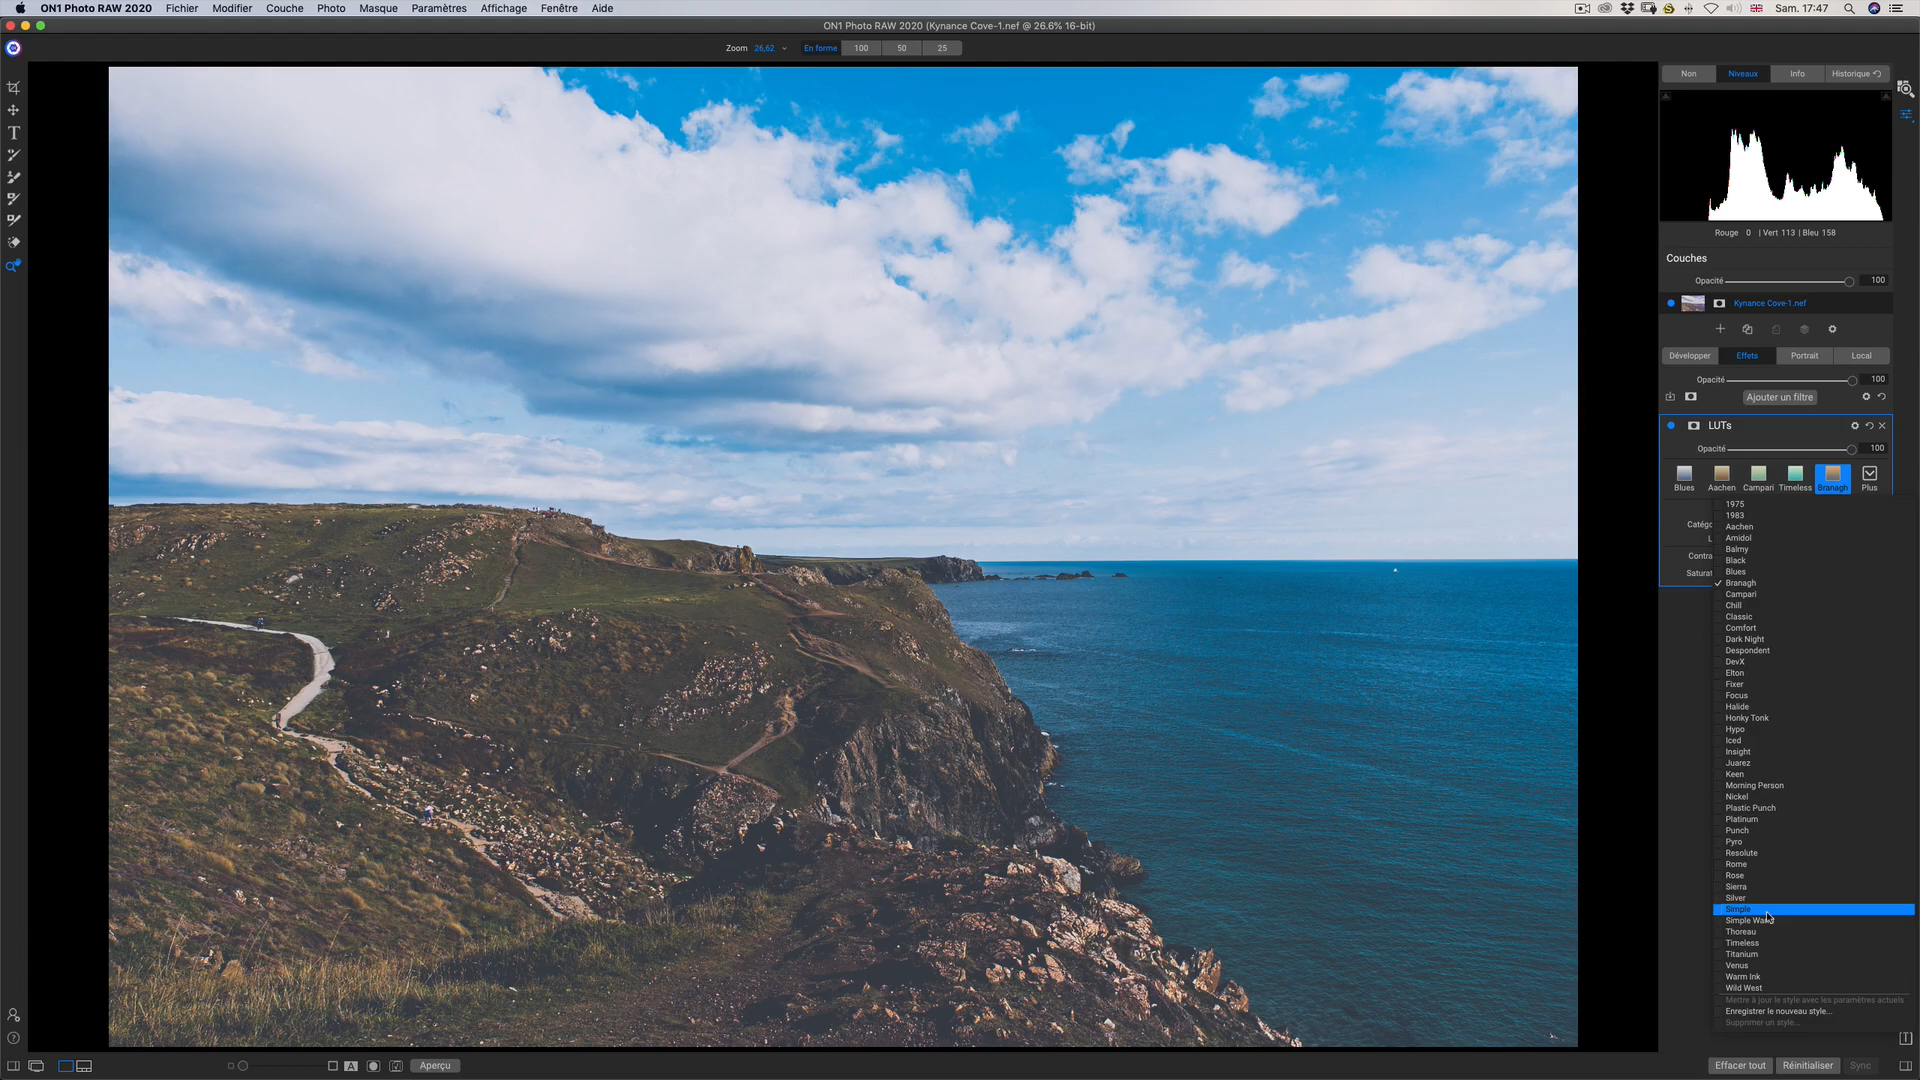 ON1 Photo RAW 2020 Fichier Modifier Couche Photo Masque Paramètres Affichage Fenêtre Aide Sam. 17:47
ON1 Photo RAW 2020 (Kynance Cove-1.nef @ 26.6% 16-bit)
Zoom 26,62 En forme 100 50 25
Non Niveaux Info Historique
Rouge 0 | Vert 113 | Bleu 158
Couches
Opacité 100
Kynance Cove-1.nef
Développer Effets Portrait Local
Opacité 100
Ajouter un filtre
LUTs
Opacité 100
Blues Aachen Campari Timeless Branagh Plus
Catégo
L
Contra
Saturat
1975
1983
Aachen
Amidol
Balmy
Black
Blues
Branagh
Campari
Chill
Classic
Comfort
Dark Night
Despondent
DevX
Elton
Fixer
Focus
Halide
Honky Tonk
Hypo
Iced
Insight
Juarez
Keen
Morning Person
Nickel
Plastic Punch
Platinum
Punch
Pyro
Resolute
Rome
Rose
Sierra
Silver
Simple
Simple
Thoreau
Timeless
Titanium
Venus
Warm Ink
Wild West
Mettre à jour le style avec les paramètres actuels
Enregistrer le nouveau style...
Supprimer un style...
A Aperçu
Effacer tout Réinitialiser Sync